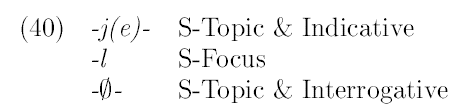 (40) -j(e)- S-Topic & Indicative
-l S-Focus
-∅- S-Topic & Interrogative